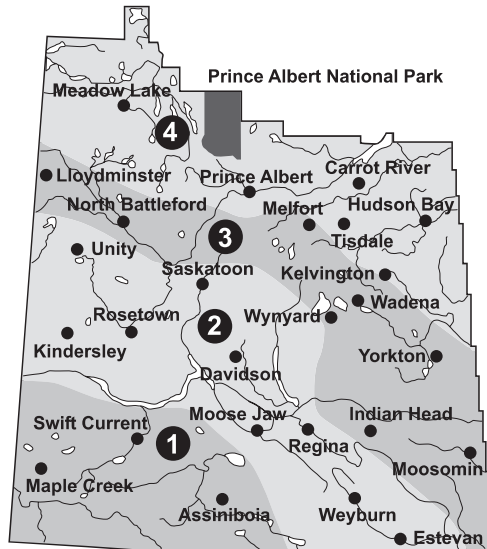 Prince Albert National Park
Meadow Lake
4
Lloydminster
Prince Albert
Carrot River
North Battleford
Melfort
Hudson Bay
3
Tisdale
Unity
Saskatoon
Kelvington
Wadena
Rosetown
2
Wynyard
Kindersley
Yorkton
Davidson
Swift Current
Moose Jaw
Indian Head
1
Regina
Moosomin
Maple Creek
Assiniboia
Weyburn
Estevan